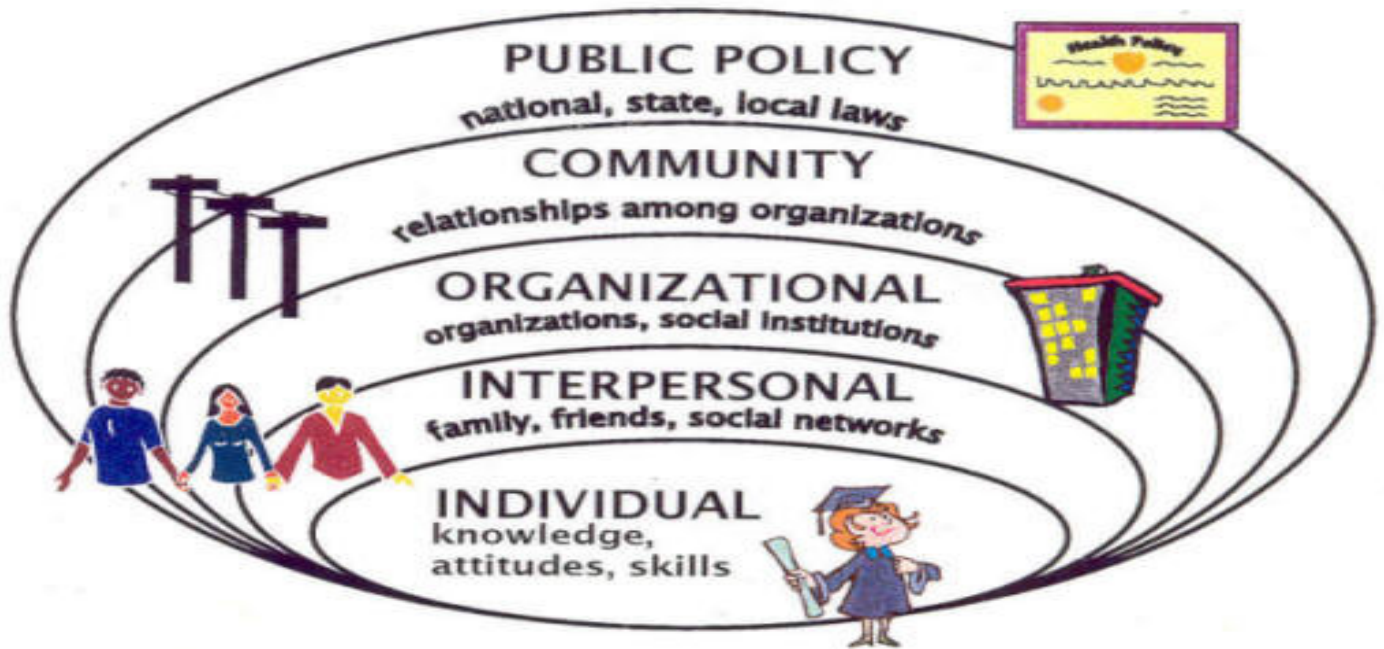 Health Policy
PUBLIC POLICY
national, state, local laws
COMMUNITY
relationships among organizations
ORGANIZATIONAL
organizations, social institutions
INTERPERSONAL
family, friends, social networks
INDIVIDUAL
knowledge,
attitudes, skills